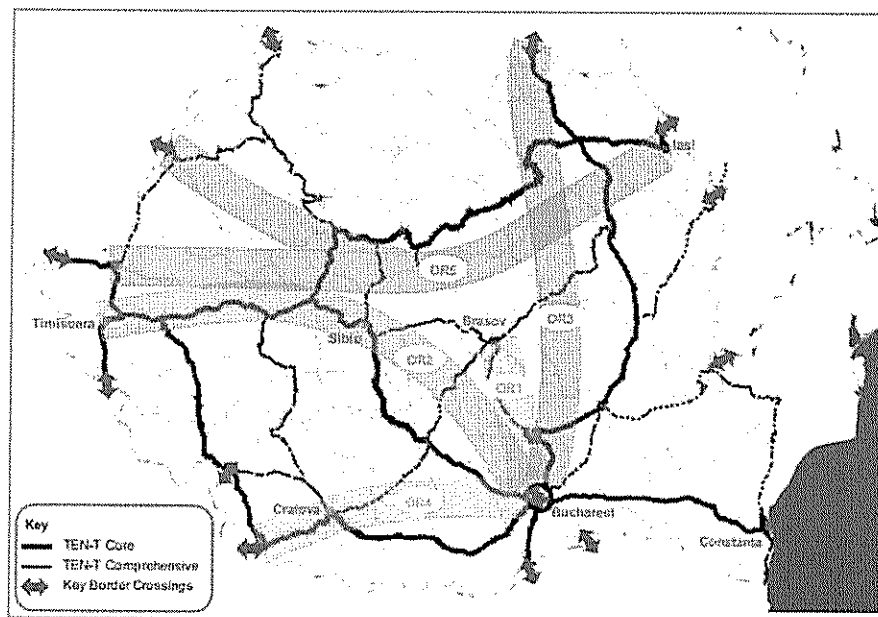 Iasi
OR5
Timisoara
Brasov
OR3
Sibiu
OR2
OR1
OR4
Craiova
Bucharest
Constanta
Key
TEN-T Core
TEN-T Comprehensive
Key Border Crossings